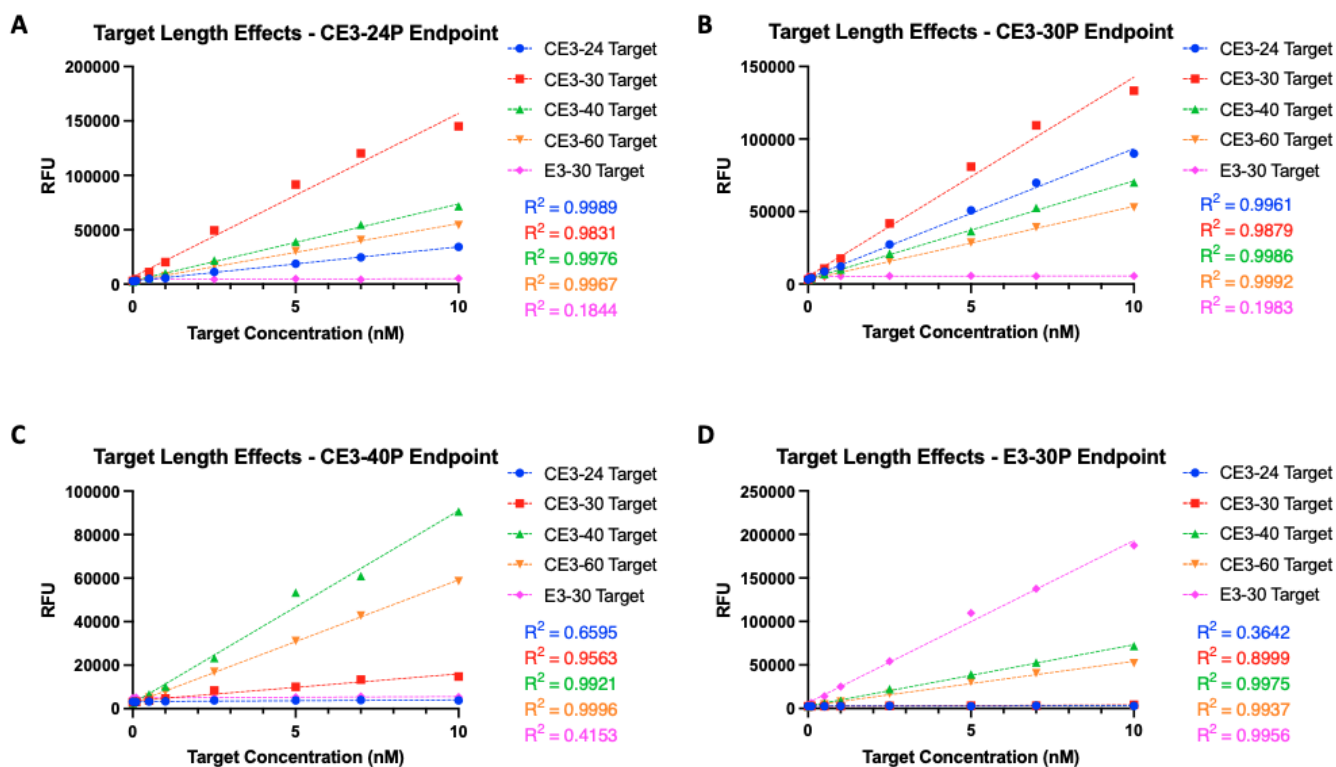 A
Target Length Effects - CE3-24P Endpoint
200000
150000
100000
50000
0
RFU
0
5
10
Target Concentration (nM)
CE3-24 Target
CE3-30 Target
CE3-40 Target
CE3-60 Target
E3-30 Target
R² = 0.9989
R² = 0.9831
R² = 0.9976
R² = 0.9967
R² = 0.1844
B
Target Length Effects - CE3-30P Endpoint
150000
100000
50000
0
RFU
0
5
10
Target Concentration (nM)
CE3-24 Target
CE3-30 Target
CE3-40 Target
CE3-60 Target
E3-30 Target
R² = 0.9961
R² = 0.9879
R² = 0.9986
R² = 0.9992
R² = 0.1983
C
Target Length Effects - CE3-40P Endpoint
100000
80000
60000
40000
20000
0
RFU
0
5
10
Target Concentration (nM)
CE3-24 Target
CE3-30 Target
CE3-40 Target
CE3-60 Target
E3-30 Target
R² = 0.6595
R² = 0.9563
R² = 0.9921
R² = 0.9996
R² = 0.4153
D
Target Length Effects - E3-30P Endpoint
250000
200000
150000
100000
50000
0
RFU
0
5
10
Target Concentration (nM)
CE3-24 Target
CE3-30 Target
CE3-40 Target
CE3-60 Target
E3-30 Target
R² = 0.3642
R² = 0.8999
R² = 0.9975
R² = 0.9937
R² = 0.9956